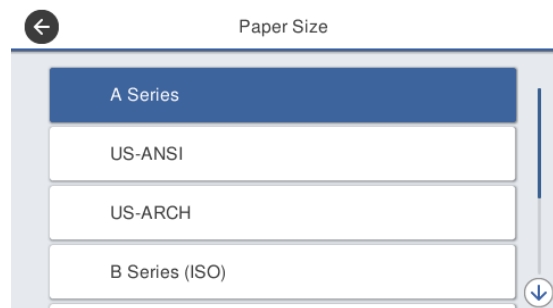 Paper Size
A Series
US-ANSI
US-ARCH
B Series (ISO)